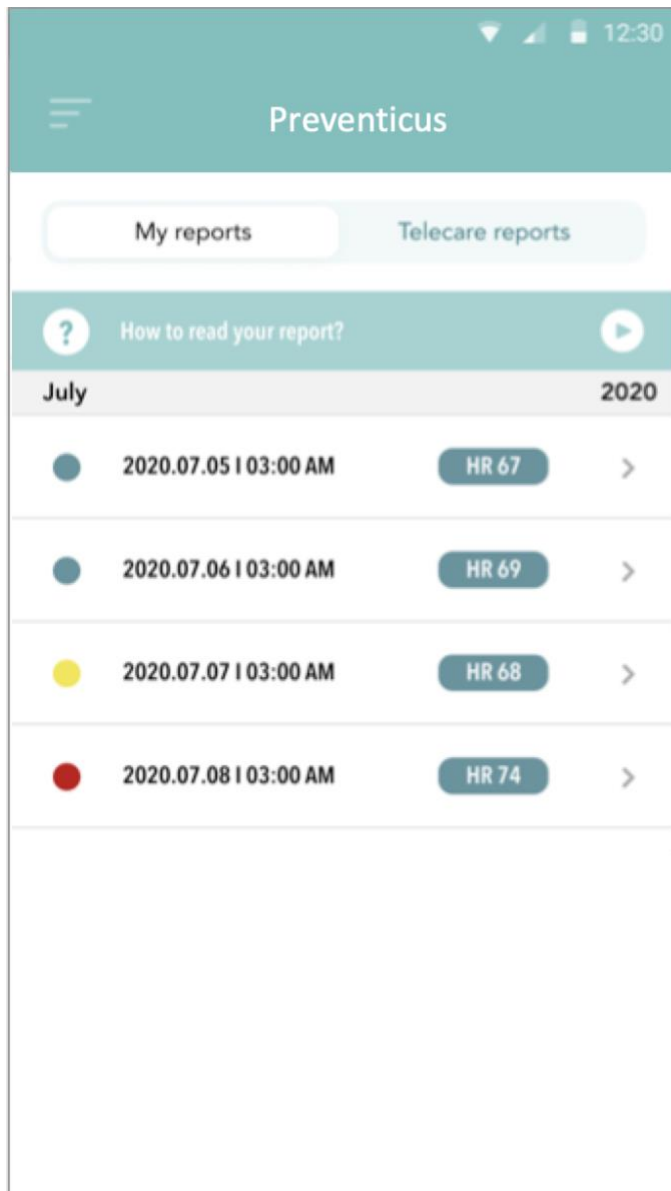 12:30
Preventicus
My reports Telecare reports
? How to read your report?
July 2020
2020.07.05 I 03:00 AM HR 67
2020.07.06 I 03:00 AM HR 69
2020.07.07 I 03:00 AM HR 68
2020.07.08 I 03:00 AM HR 74